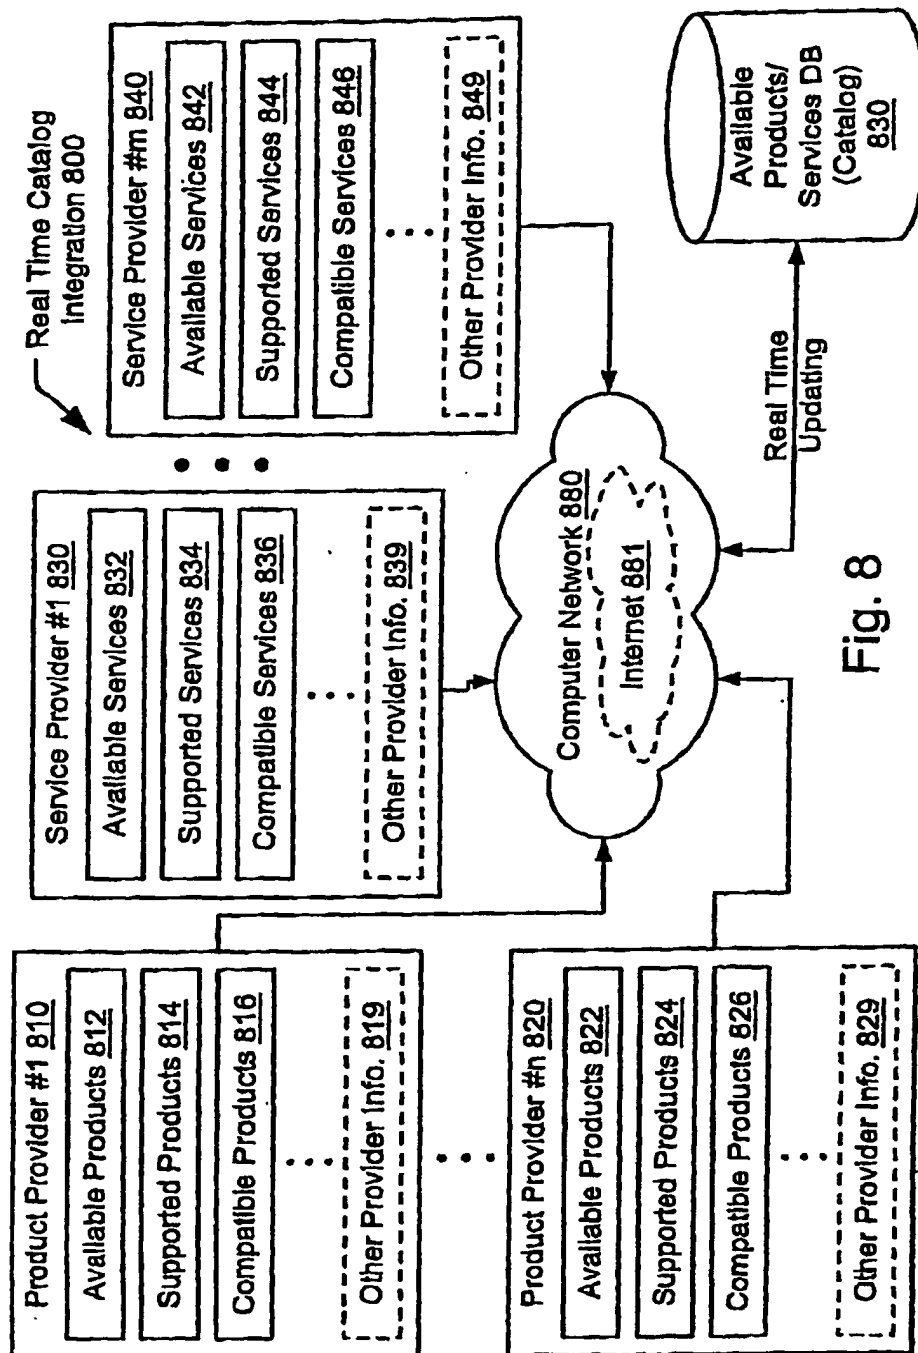 Real Time Catalog
Integration 800
Product Provider #1 810
Available Products 812
Supported Products 814
Compatible Products 816
Other Provider Info. 819
Product Provider #n 820
Available Products 822
Supported Products 824
Compatible Products 826
Other Provider Info. 829
Service Provider #1 830
Available Services 832
Supported Services 834
Compatible Services 836
Other Provider Info. 839
Service Provider #m 840
Available Services 842
Supported Services 844
Compatible Services 846
Other Provider Info. 849
Computer Network 880
Internet 881
Real Time
Updating
Available
Products/
Services DB
(Catalog)
830
Fig. 8